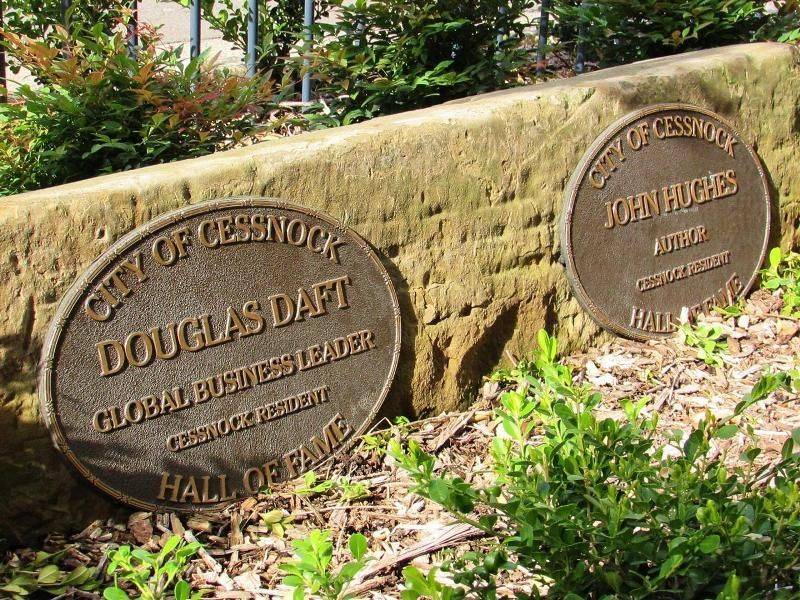 CITY OF CESSNOCK
DOUGLAS DAFT
GLOBAL BUSINESS LEADER
CESSNOCK RESIDENT
HALL OF FAME
CITY OF CESSNOCK
JOHN HUGHES
AUTHOR
CESSNOCK RESIDENT
HALL OF FAME